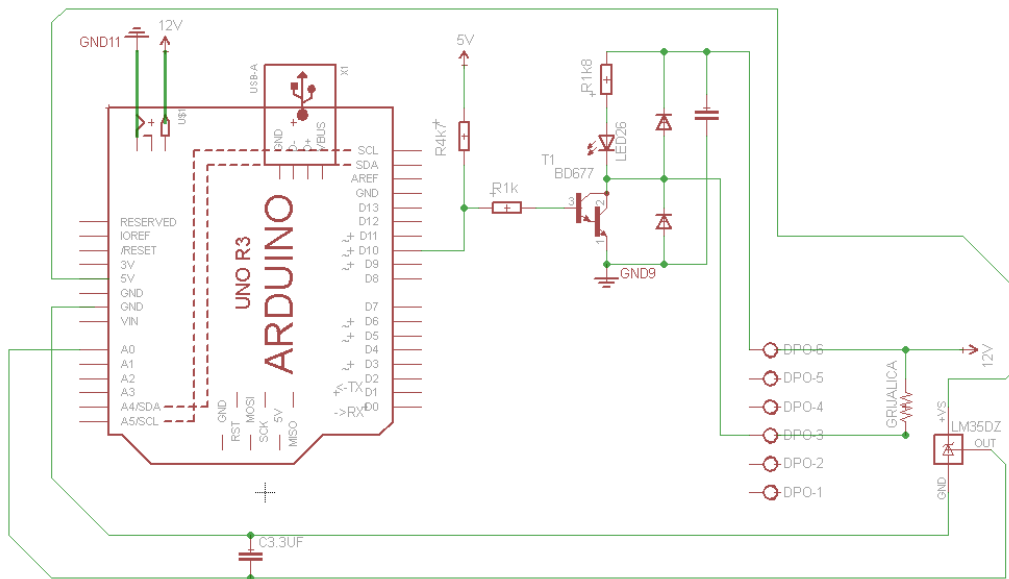 12V
GND11
U$1
USB-A
X1
GND
D-
D+
VBUS
SCL
SDA
AREF
GND
D13
D12
D11
D10
D9
D8
D7
D6
D5
D4
D3
D2
D1
D0
<-TX
->RX
RESERVED
IOREF
/RESET
3V
5V
GND
GND
VIN
A0
A1
A2
A3
A4/SDA
A5/SCL
UNO R3
ARDUINO
GND
RST
MOSI
SCK
5V
MISO
5V
R4k7
R1k
T1
BD677
3
2
1
R1k8
LED26
GND9
DPO-6
DPO-5
DPO-4
DPO-3
DPO-2
DPO-1
12V
GRIJALICA
+VS
LM35DZ
OUT
GND
C3.3UF